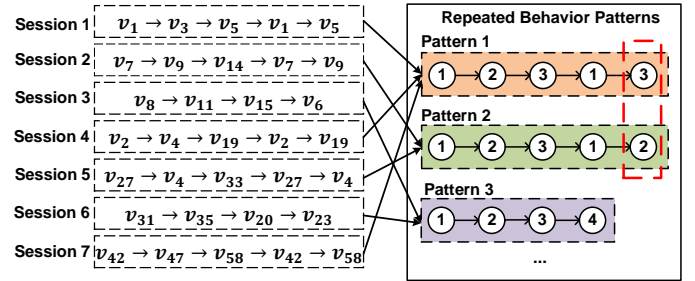 Session 1 v1 → v3 → v5 → v1 → v5
Session 2 v7 → v9 → v14 → v7 → v9
Session 3 v8 → v11 → v15 → v6
Session 4 v2 → v4 → v19 → v2 → v19
Session 5 v27 → v4 → v33 → v27 → v4
Session 6 v31 → v35 → v20 → v23
Session 7 v42 → v47 → v58 → v42 → v58
Repeated Behavior Patterns
Pattern 1
1 2 3 1 3
Pattern 2
1 2 3 1 2
Pattern 3
1 2 3 4
...